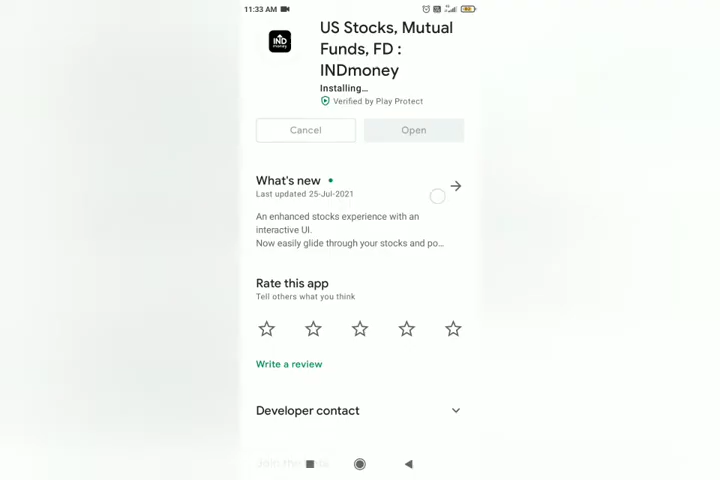 11:33 AM
IND
money
US Stocks, Mutual
Funds, FD :
INDmoney
Installing...
Verified by Play Protect
Cancel
Open
What's new
Last updated 25-Jul-2021
An enhanced stocks experience with an
interactive UI.
Now easily glide through your stocks and po...
Rate this app
Tell others what you think
Write a review
Developer contact
Join the